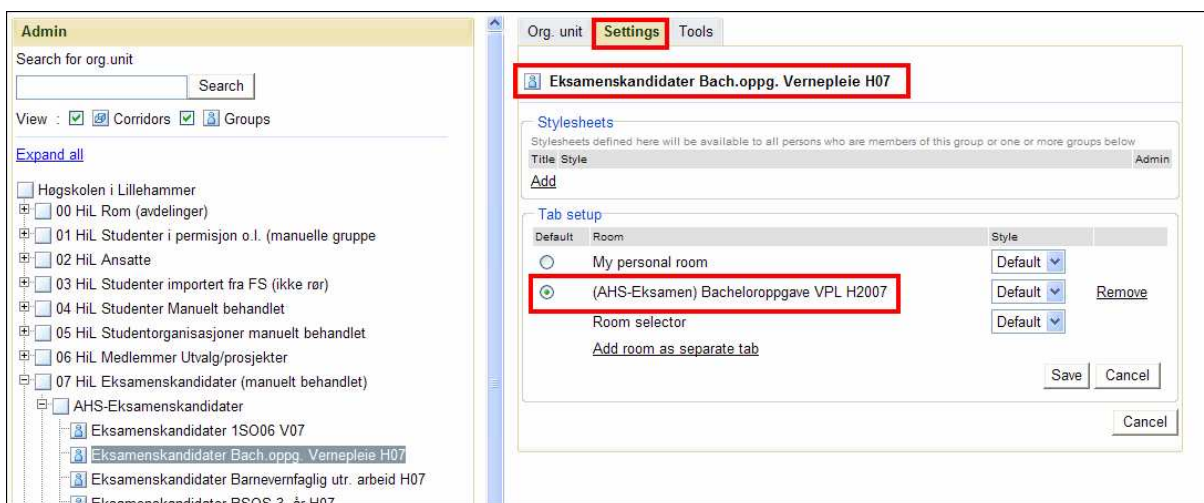 Admin
Search for org.unit
Search
View : Corridors Groups
Expand all
Høgskolen i Lillehammer
00 HiL Rom (avdelinger)
01 HiL Studenter i permisjon o.l. (manuelle gruppe
02 HiL Ansatte
03 HiL Studenter importert fra FS (ikke rør)
04 HiL Studenter Manuelt behandlet
05 HiL Studentorganisasjoner manuelt behandlet
06 HiL Medlemmer Utvalg/prosjekter
07 HiL Eksamenskandidater (manuelt behandlet)
AHS-Eksamenskandidater
Eksamenskandidater 1SO06 V07
Eksamenskandidater Bach.oppg. Vernepleie H07
Eksamenskandidater Barnevernfaglig utr. arbeid H07
Eksamenskandidater BSOS 3. år H07
Org. unit Settings Tools
Eksamenskandidater Bach.oppg. Vernepleie H07
Stylesheets
Stylesheets defined here will be available to all persons who are members of this group or one or more groups below
Title Style Admin
Add
Tab setup
Default Room Style
My personal room Default
(AHS-Eksamen) Bacheloroppgave VPL H2007 Default Remove
Room selector Default
Add room as separate tab
Save Cancel
Cancel